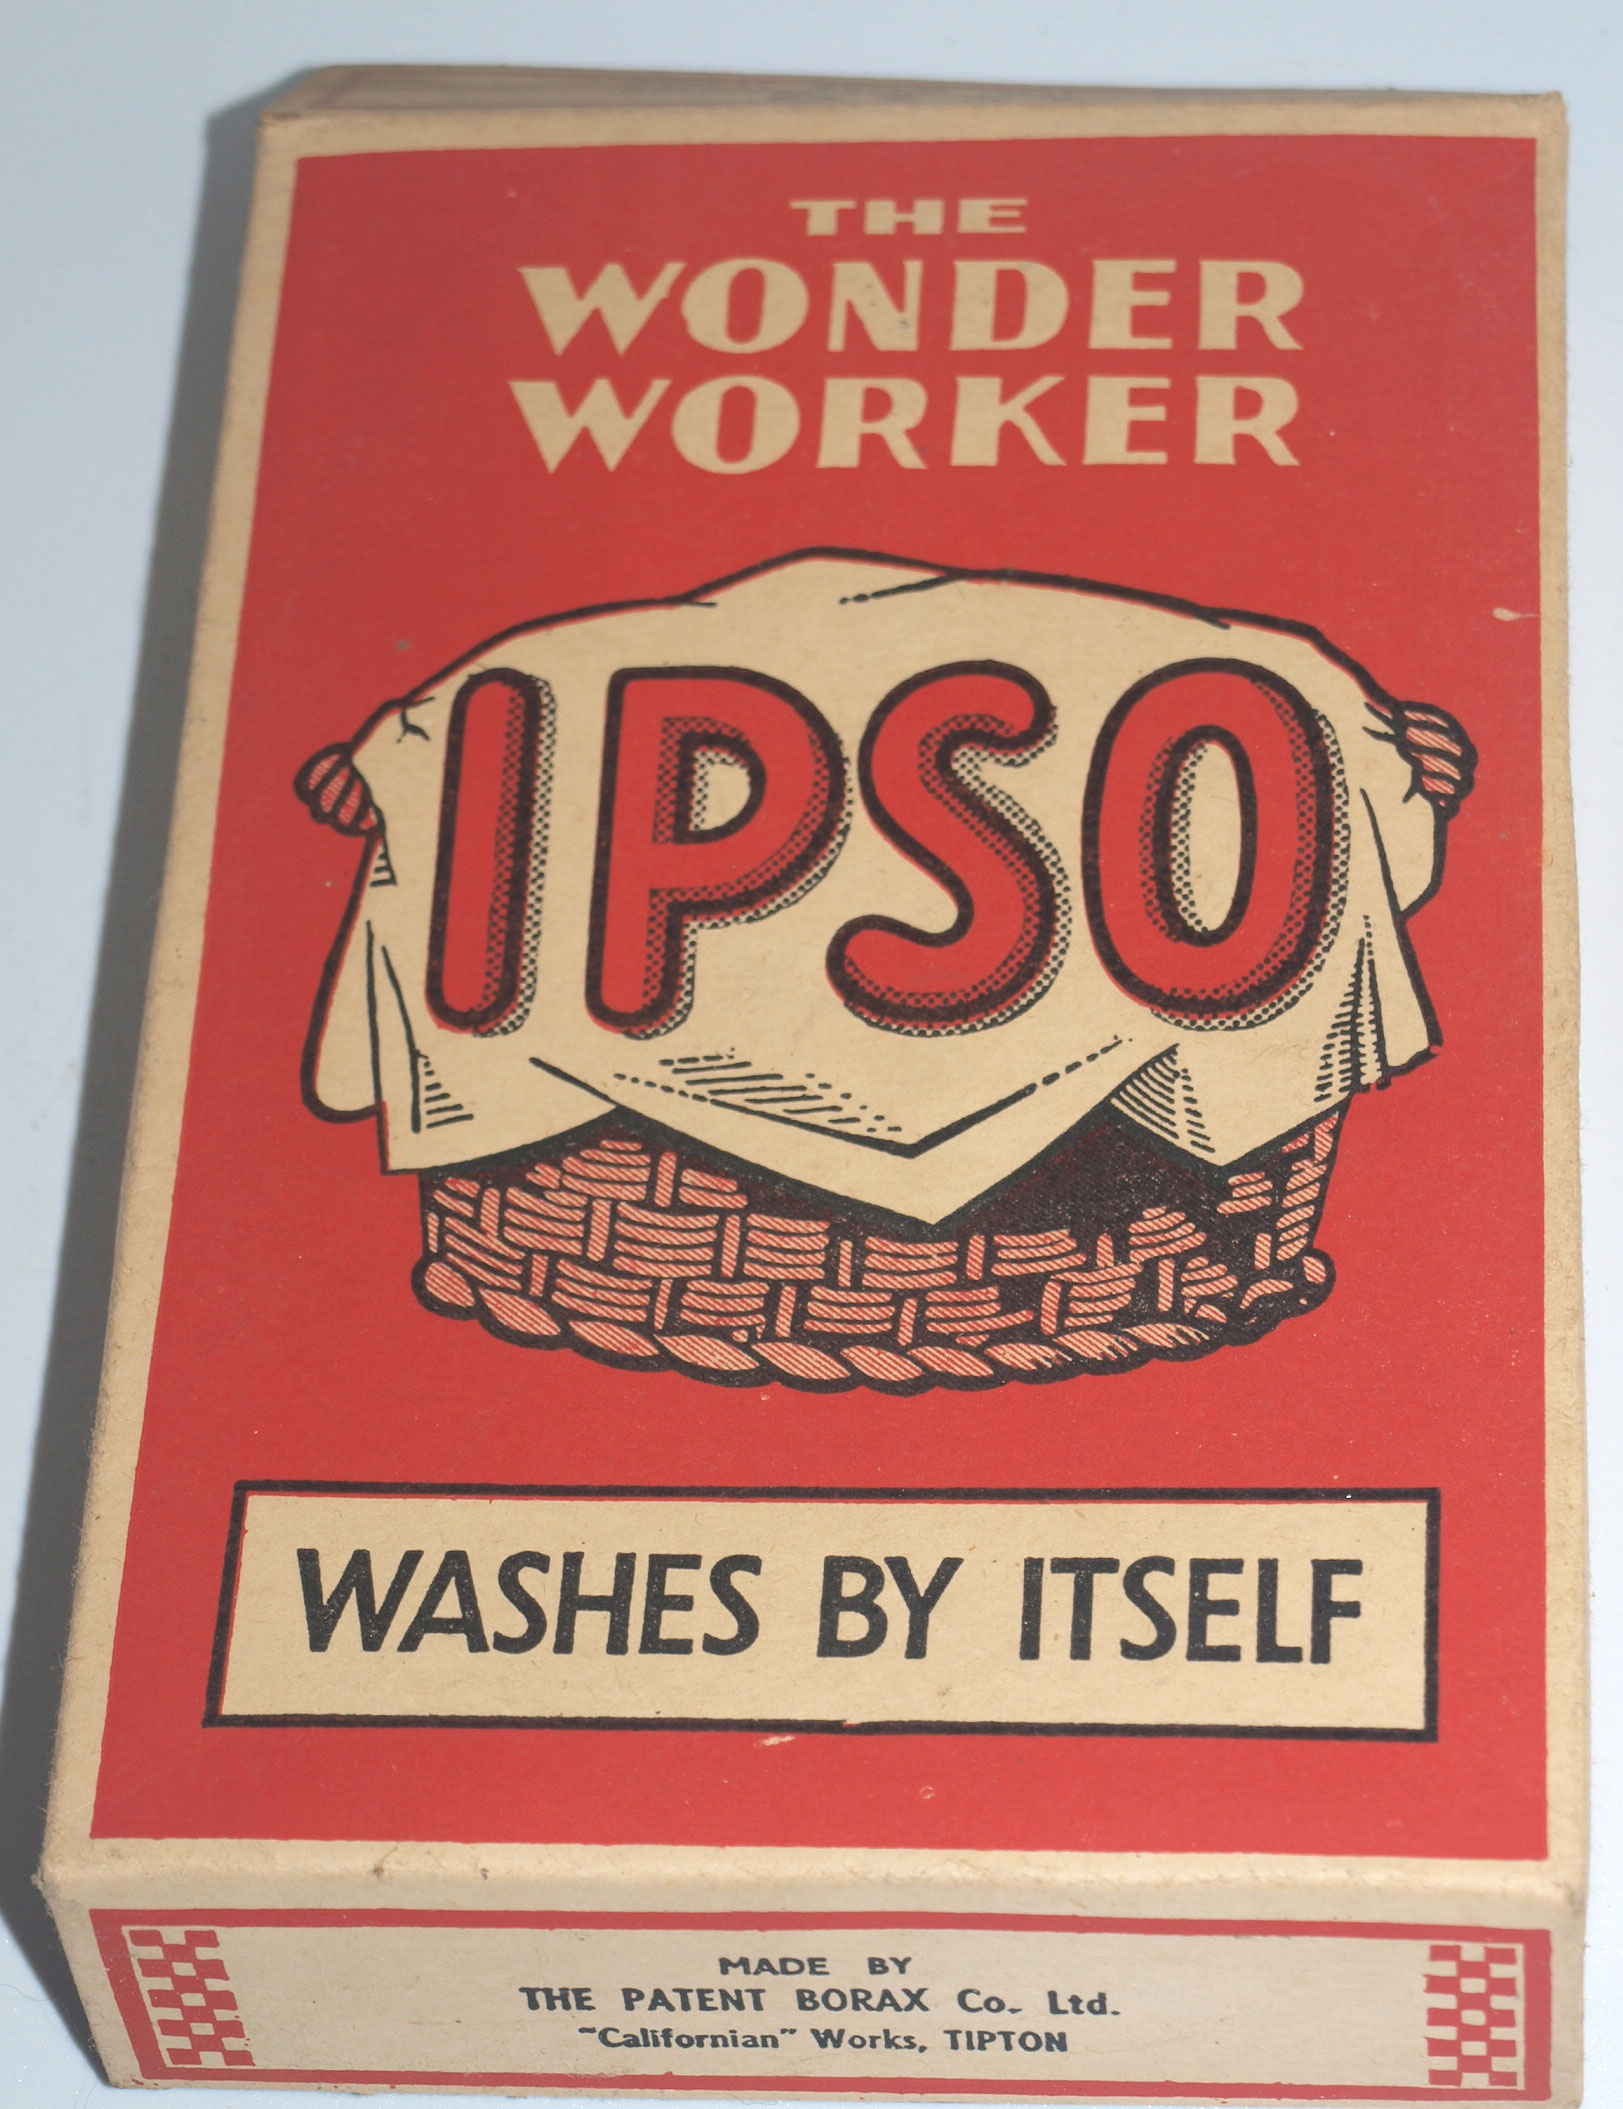 THE
WONDER
WORKER
IPSO
WASHES BY ITSELF
MADE BY
THE PATENT BORAX Co. Ltd.
"Californian" Works, TIPTON